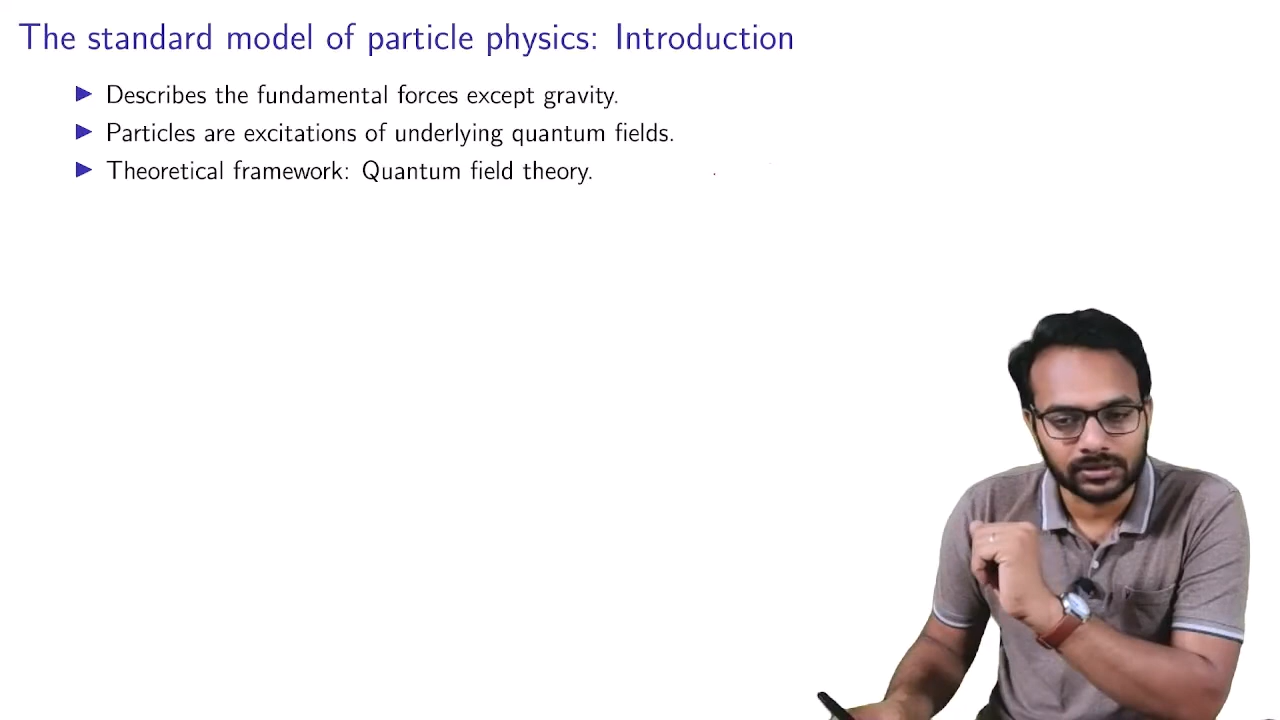 The standard model of particle physics: Introduction
▶ Describes the fundamental forces except gravity.
▶ Particles are excitations of underlying quantum fields.
▶ Theoretical framework: Quantum field theory.